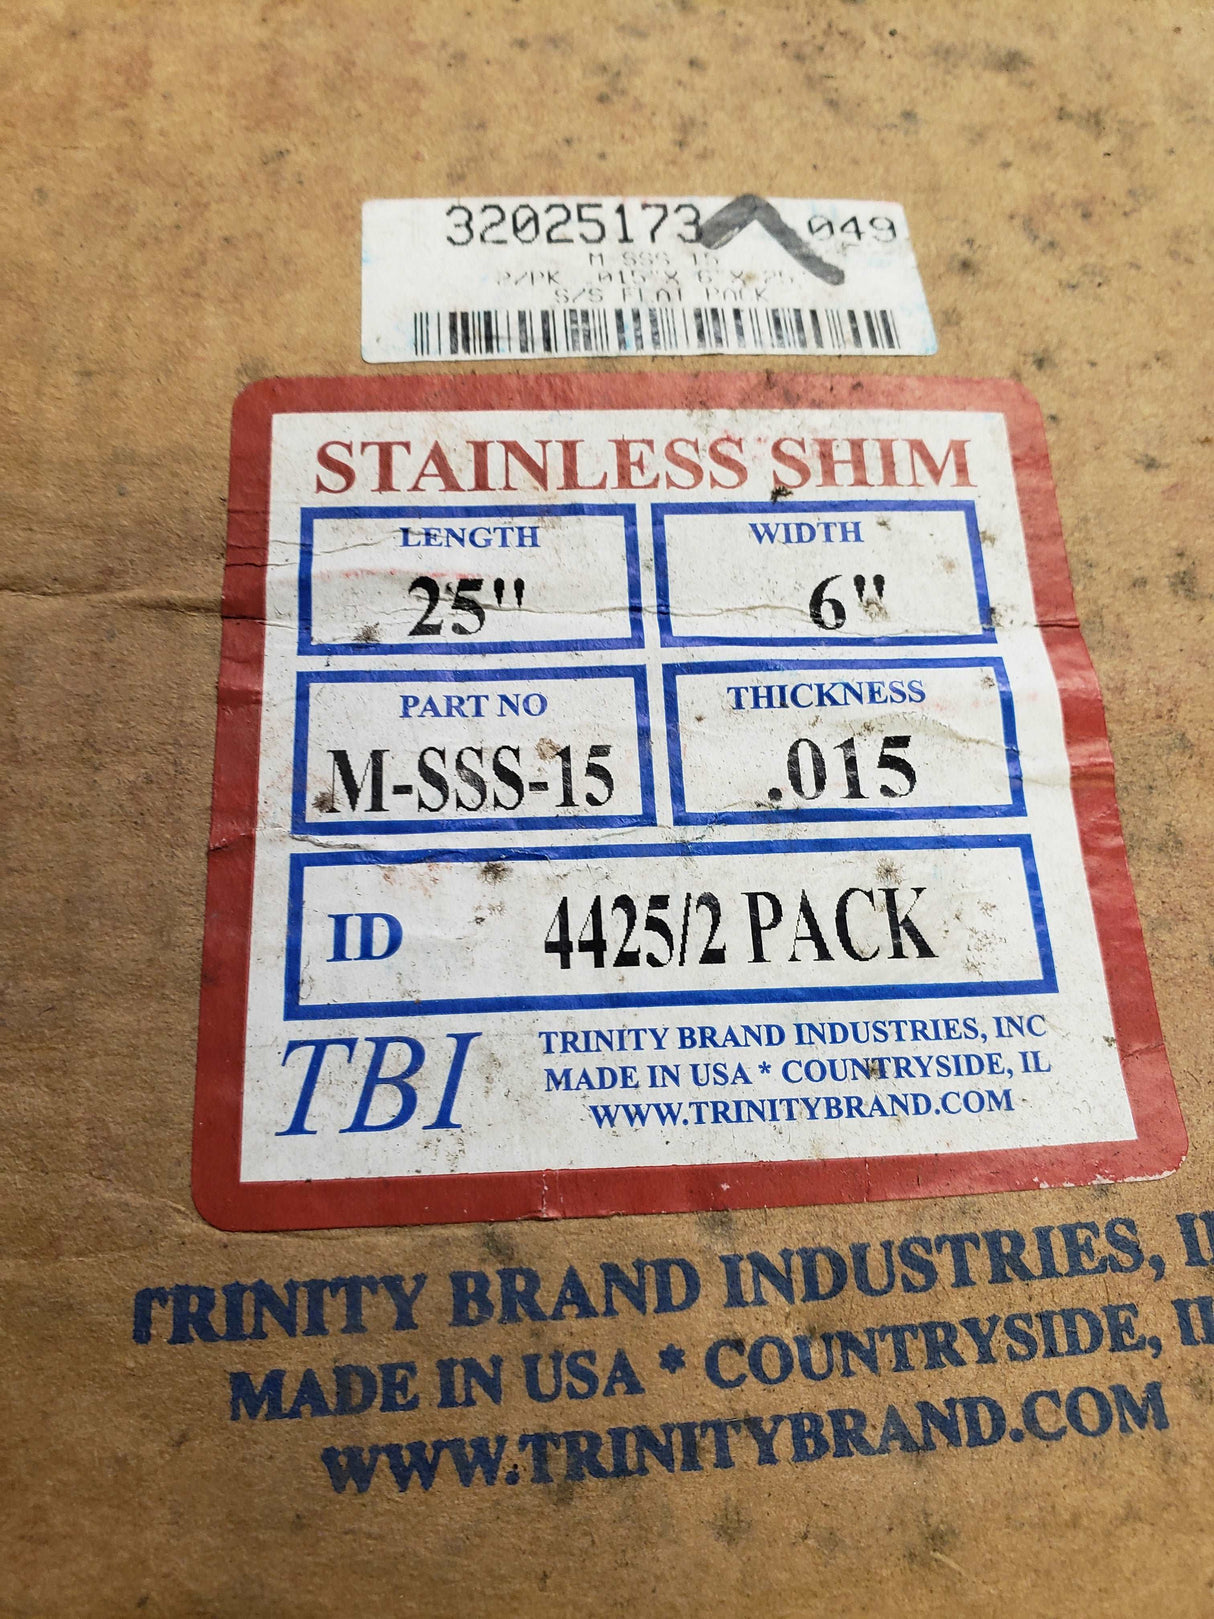 32025173 049
M SSS 15
2/PK .015"X 6"X 25
S/S FLAT PACK
STAINLESS SHIM
LENGTH WIDTH
25" 6"
PART NO THICKNESS
M-SSS-15 .015
ID 4425/2 PACK
TBI TRINITY BRAND INDUSTRIES, INC
MADE IN USA * COUNTRYSIDE, IL
WWW.TRINITYBRAND.COM
TRINITY BRAND INDUSTRIES,
MADE IN USA * COUNTRYSIDE, IL
WWW.TRINITYBRAND.COM